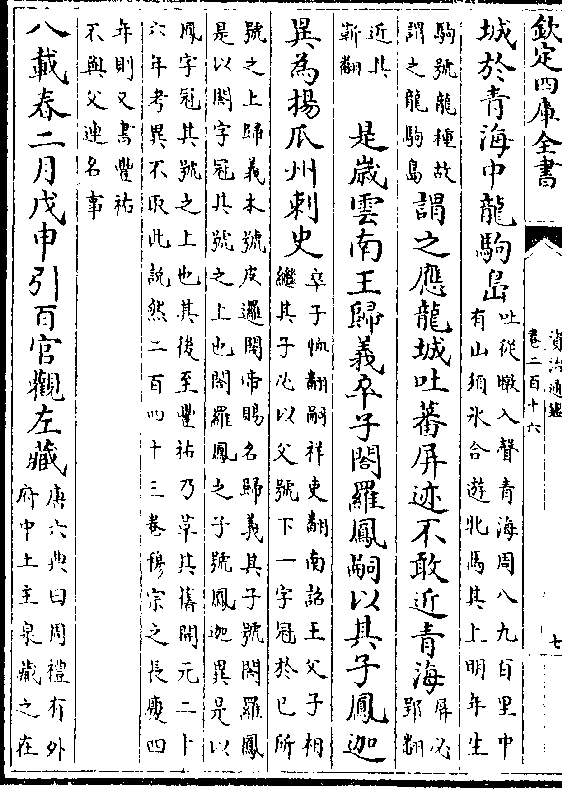 欽定四庫全書
資治通鑑
卷二百十六
七
城於青海中龍駒島
吐從暾入聲青海周八九百里中
有山須氷合遊牝馬其上明年生
駒號龍種故
謂之龍駒島
謂之應龍城吐蕃屏迹不敢近青海
屏必
郢翻
近其
靳翻
是嵗雲南王歸義卒子閤羅鳳嗣以其子鳳迦
異為揚瓜州刺史
卒子恤翻嗣祥吏翻南詔王父子相
繼其子必以父號下一字冠於已所
號之上歸義本號皮邏閤帝賜名歸義其子號閤羅鳳
是以閤字冠其號之上也閤羅鳳之子號鳳迦異是以
鳳字冠其號之上也其後至豐祐乃革其舊開元二十
六年考異不取此說然二百四十三卷穆宗之長慶四
年則又書豐祐
不與父連名事
八載春二月戊申引百官觀左藏
唐六典曰周禮有外
府中士主泉藏之在